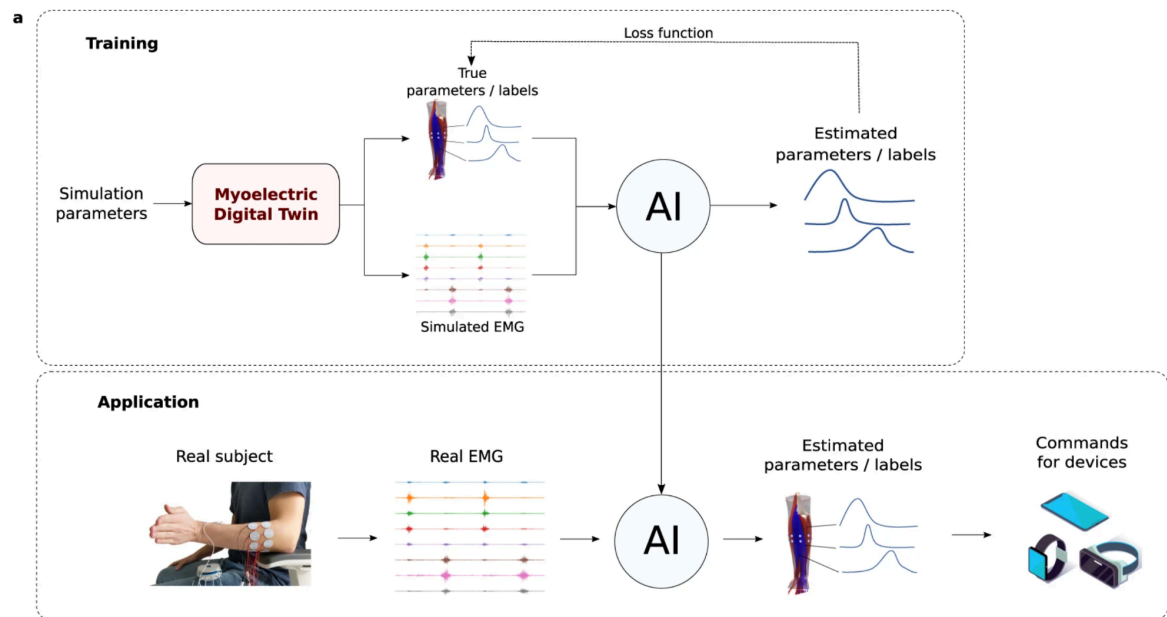 a
Training
Loss function
True
parameters / labels
Estimated
parameters / labels
Simulation
parameters
Myoelectric
Digital Twin
AI
Simulated EMG
Application
Real subject
Real EMG
Estimated
parameters / labels
Commands
for devices
AI